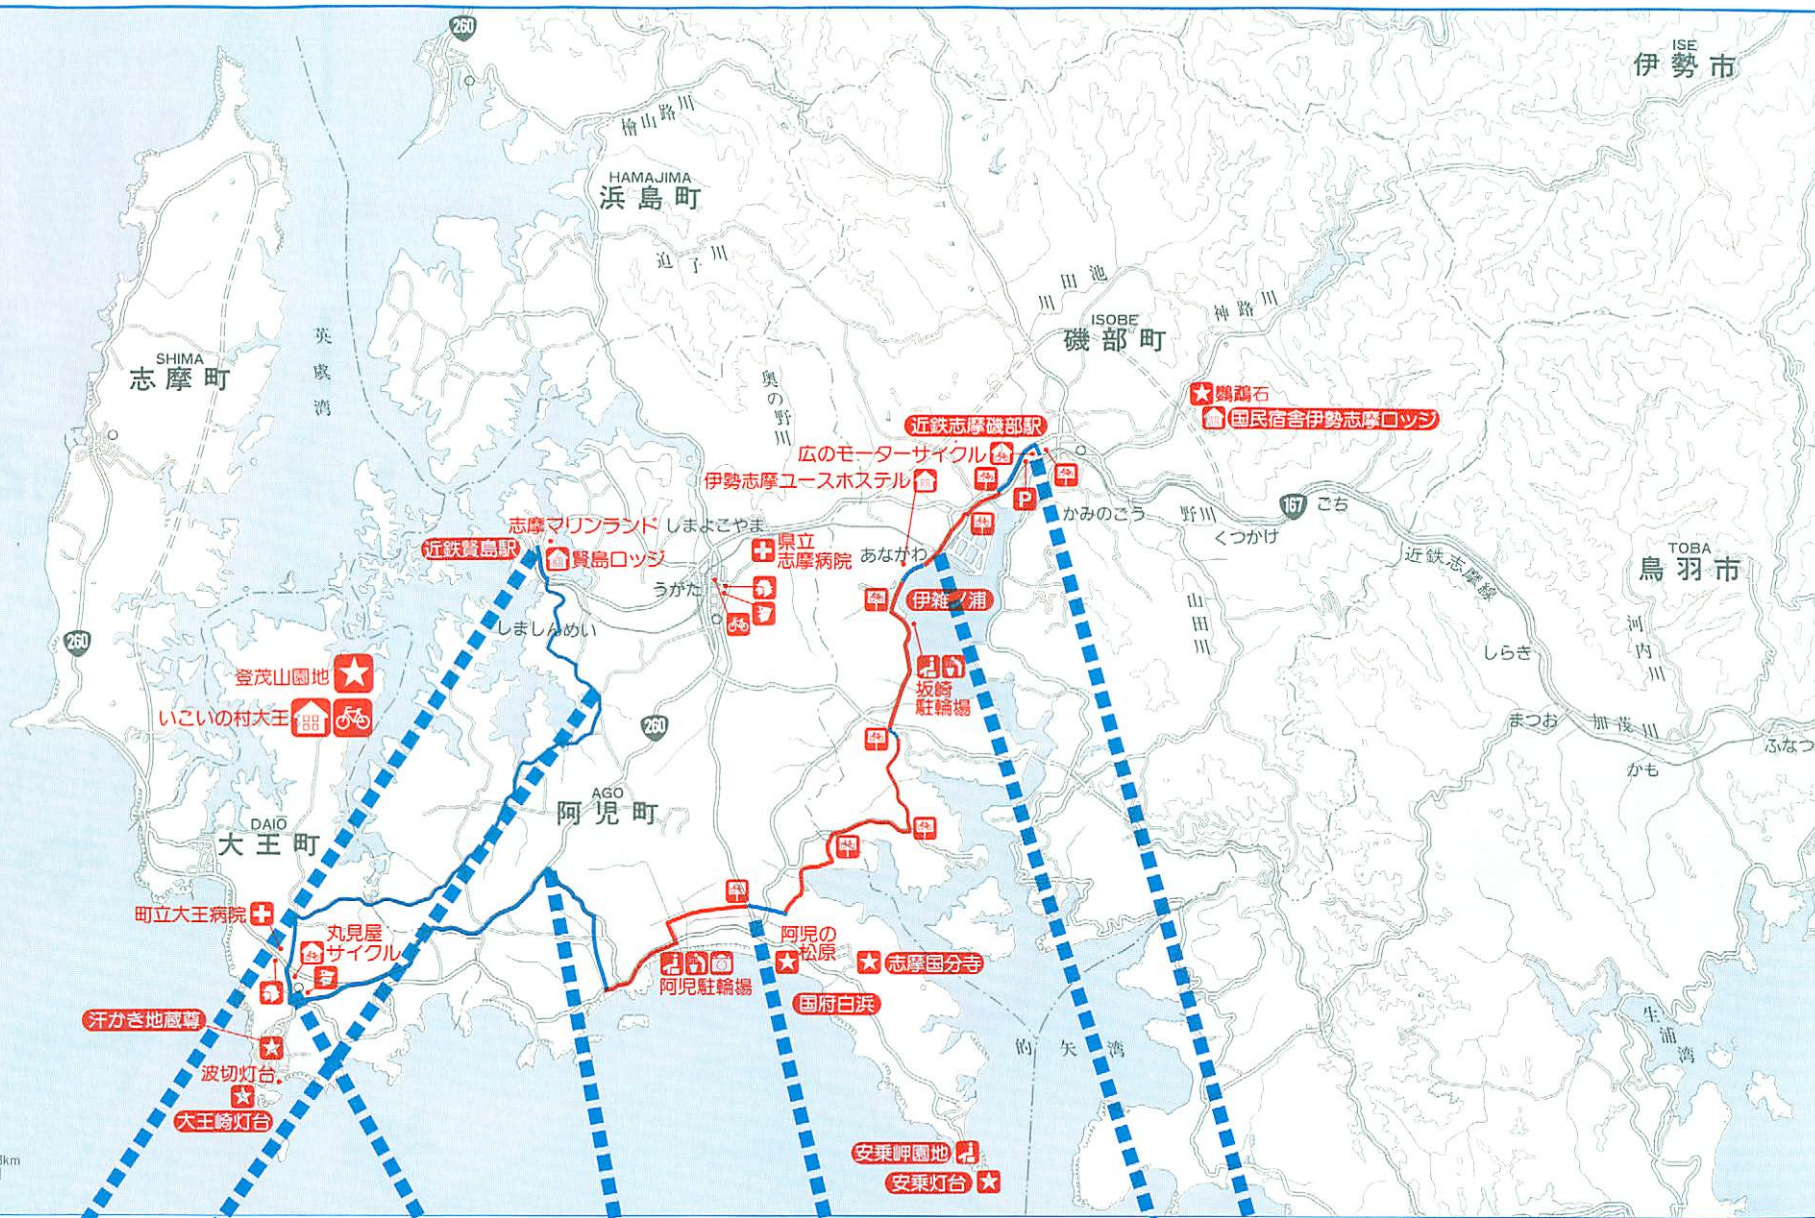 260
ISE
伊勢市
檜山路川
HAMAJIMA
浜島町
迫子川
池田川
神路川
ISOBE
磯部町
英虞湾
SHIMA
志摩町
奥の野川
鸚鵡石
国民宿舎伊勢志摩ロッジ
近鉄志摩磯部駅
広のモーターサイクル
伊勢志摩ユースホステル
P
167
ごち
かみのごう
野川
くつかけ
近鉄志摩線
TOBA
鳥羽市
志摩マリンランド
しまよこやま
近鉄賢島駅
賢島ロッジ
県立
志摩病院
あながわ
うがた
伊雑ノ浦
しましんめい
山田川
河内川
しらき
260
登茂山園地
いこいの村大王
坂崎
駐輪場
260
まつお
加茂川
ふなつ
かも
AGO
阿児町
DAIO
大王町
町立大王病院
丸見屋
サイクル
阿児の
松原
志摩国分寺
阿児駐輪場
国府白浜
汗かき地蔵尊
波切灯台
大王崎灯台
的矢湾
生浦湾
安乗岬園地
安乗灯台